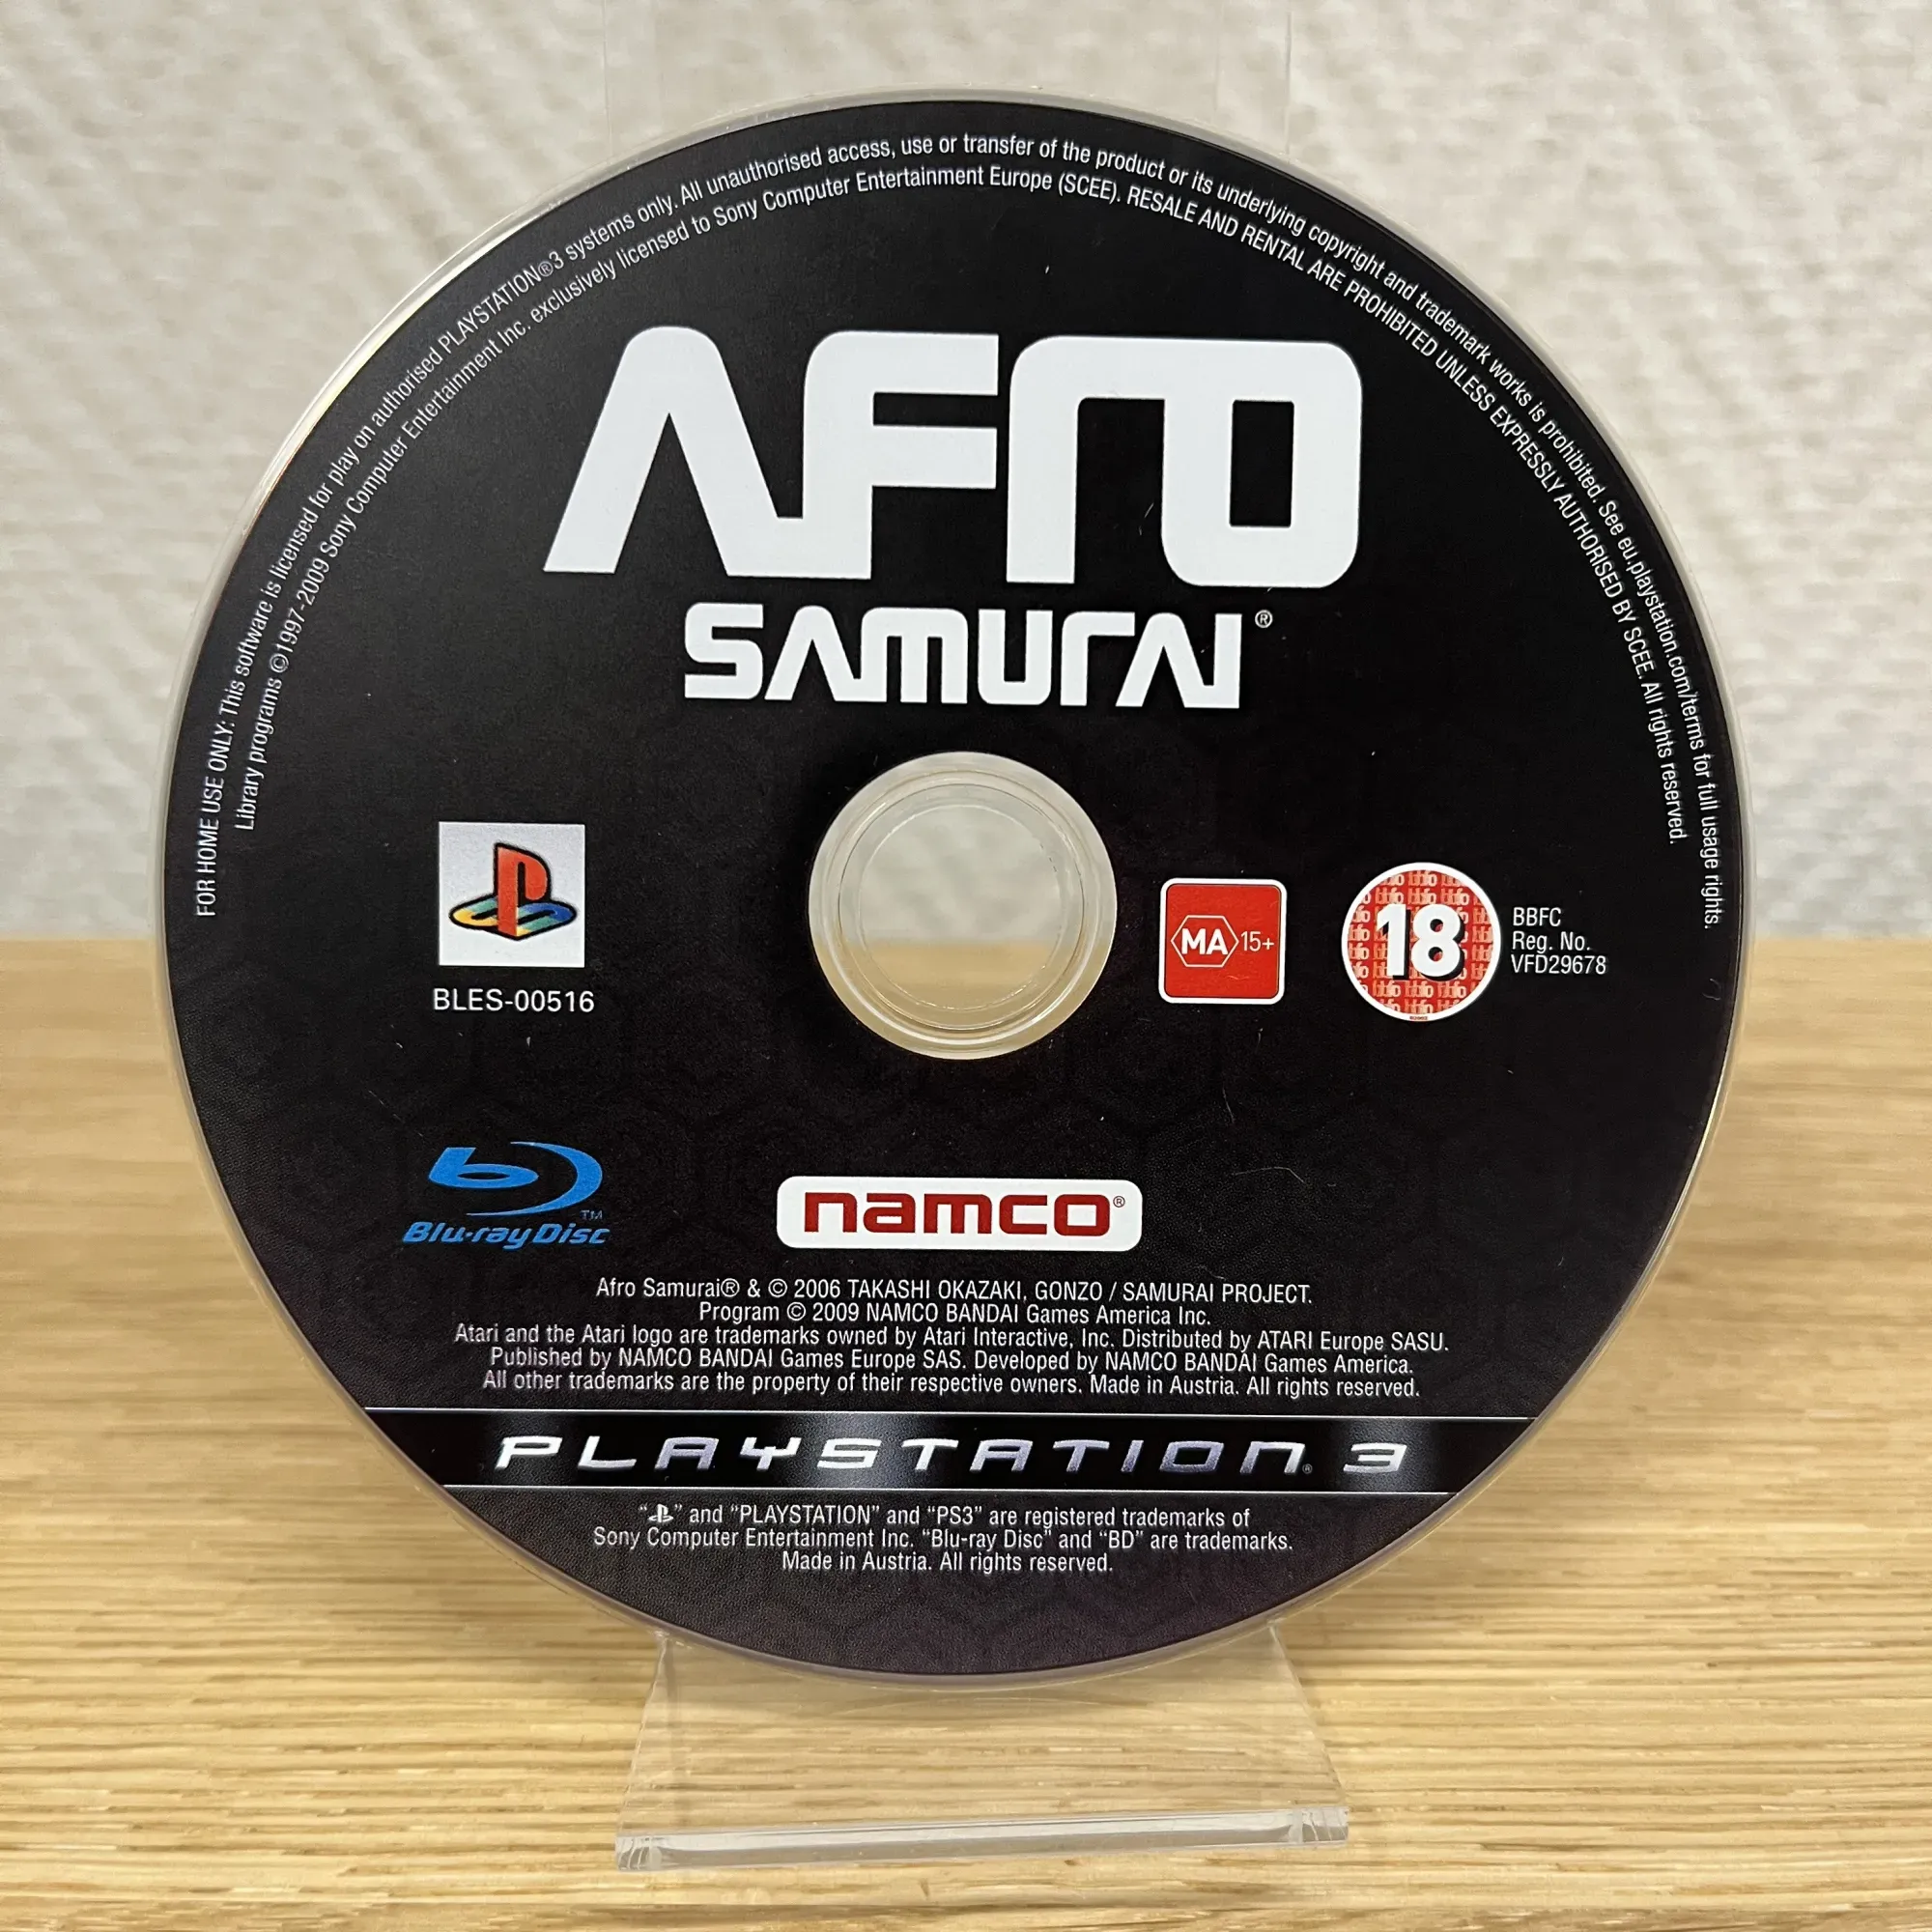 FOR HOME USE ONLY: This software is licensed for play on authorised PLAYSTATION®3 systems only. All unauthorised access, use or transfer of the product or its underlying copyright and trademark works is prohibited. See eu.playstation.com/terms for full usage rights.
Library programs ©1997-2009 Sony Computer Entertainment Inc. exclusively licensed to Sony Computer Entertainment Europe (SCEE). RESALE AND RENTAL ARE PROHIBITED UNLESS EXPRESSLY AUTHORISED BY SCEE. All rights reserved.
AFRO
SAMURAI®
BLES-00516
MA 15+
18
BBFC
Reg. No.
VFD29678
Blu-ray Disc™
namco®
Afro Samurai® & © 2006 TAKASHI OKAZAKI, GONZO / SAMURAI PROJECT.
Program © 2009 NAMCO BANDAI Games America Inc.
Atari and the Atari logo are trademarks owned by Atari Interactive, Inc. Distributed by ATARI Europe SASU.
Published by NAMCO BANDAI Games Europe SAS. Developed by NAMCO BANDAI Games America.
All other trademarks are the property of their respective owners. Made in Austria. All rights reserved.
PLAYSTATION® 3
“ ” and “PLAYSTATION” and “PS3” are registered trademarks of
Sony Computer Entertainment Inc. “Blu-ray Disc” and “BD” are trademarks.
Made in Austria. All rights reserved.